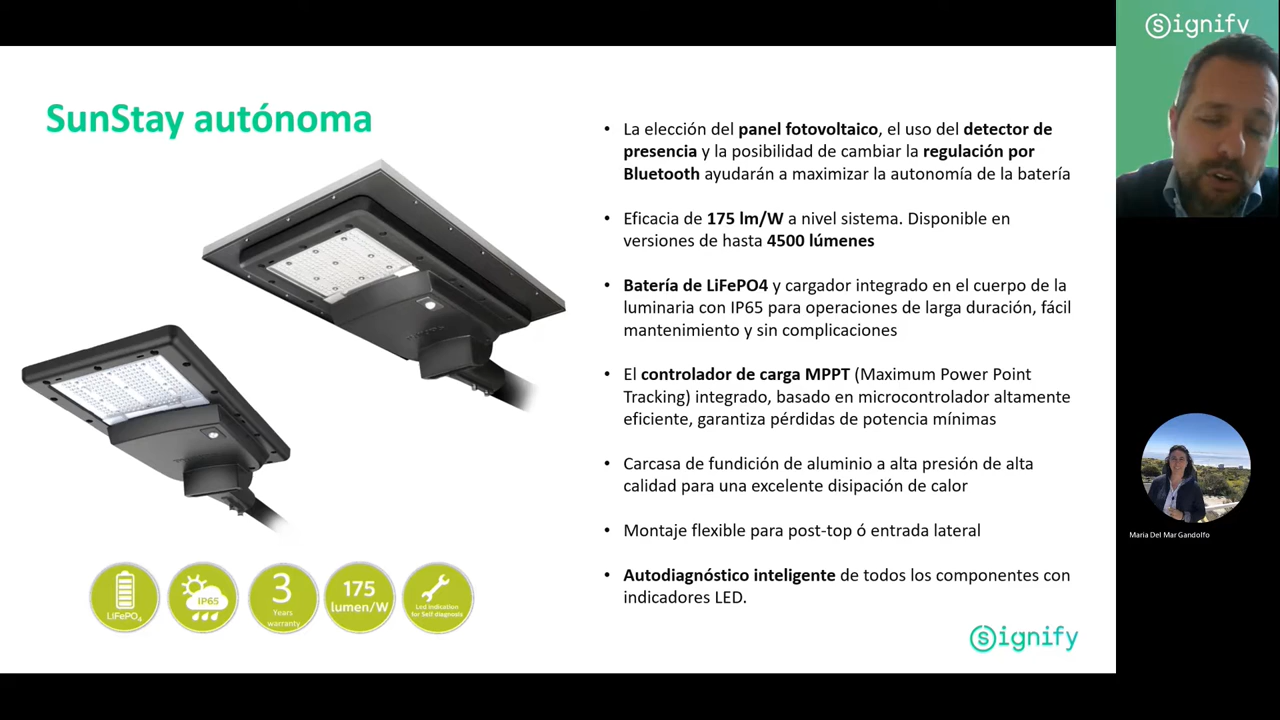 signify
SunStay autónoma
• La elección del panel fotovoltaico, el uso del detector de
presencia y la posibilidad de cambiar la regulación por
Bluetooth ayudarán a maximizar la autonomía de la batería
• Eficacia de 175 lm/W a nivel sistema. Disponible en
versiones de hasta 4500 lúmenes
• Batería de LiFePO4 y cargador integrado en el cuerpo de la
luminaria con IP65 para operaciones de larga duración, fácil
mantenimiento y sin complicaciones
• El controlador de carga MPPT (Maximum Power Point
Tracking) integrado, basado en microcontrolador altamente
eficiente, garantiza pérdidas de potencia mínimas
• Carcasa de fundición de aluminio a alta presión de alta
calidad para una excelente disipación de calor
• Montaje flexible para post-top ó entrada lateral
• Autodiagnóstico inteligente de todos los componentes con
indicadores LED.
LiFePO4
IP65
3
Years
warranty
175
lumen/W
Led indication
for Self diagnosis
signify
Maria Del Mar Gandolfo